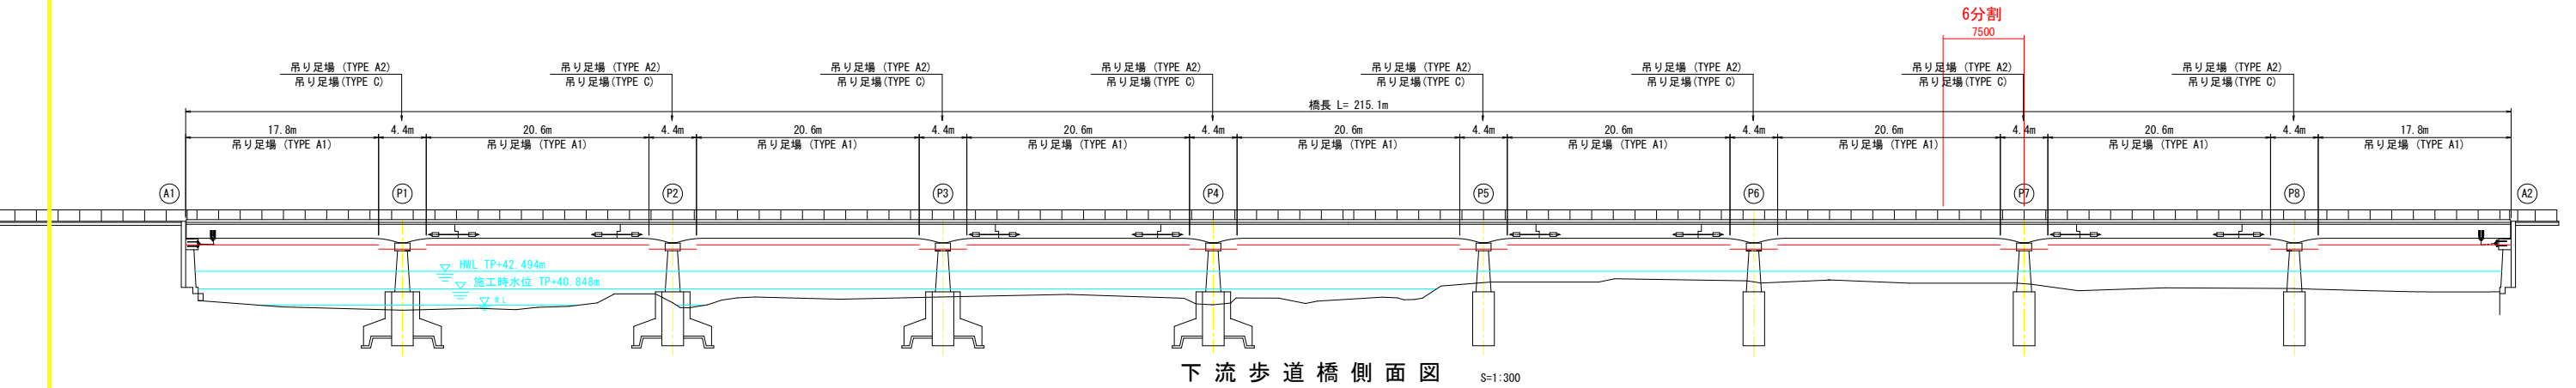 6分割
7500
吊り足場 (TYPE A2) 吊り足場 (TYPE A2) 吊り足場 (TYPE A2) 吊り足場 (TYPE A2) 吊り足場 (TYPE A2) 吊り足場 (TYPE A2) 吊り足場 (TYPE A2) 吊り足場 (TYPE A2)
吊り足場(TYPE C) 吊り足場(TYPE C) 吊り足場(TYPE C) 吊り足場(TYPE C) 吊り足場(TYPE C) 吊り足場(TYPE C) 吊り足場(TYPE C) 吊り足場(TYPE C)
橋長 L= 215.1m
17.8m 4.4m 20.6m 4.4m 20.6m 4.4m 20.6m 4.4m 20.6m 4.4m 20.6m 4.4m 20.6m 4.4m 20.6m 4.4m 17.8m
吊り足場 (TYPE A1) 吊り足場 (TYPE A1) 吊り足場 (TYPE A1) 吊り足場 (TYPE A1) 吊り足場 (TYPE A1) 吊り足場 (TYPE A1) 吊り足場 (TYPE A1) 吊り足場 (TYPE A1) 吊り足場 (TYPE A1)
A1 P1 P2 P3 P4 P5 P6 P7 P8 A2
HWL TP+42.494m
施工時水位 TP+40.848m
W.L
下流歩道橋側面図 S=1:300